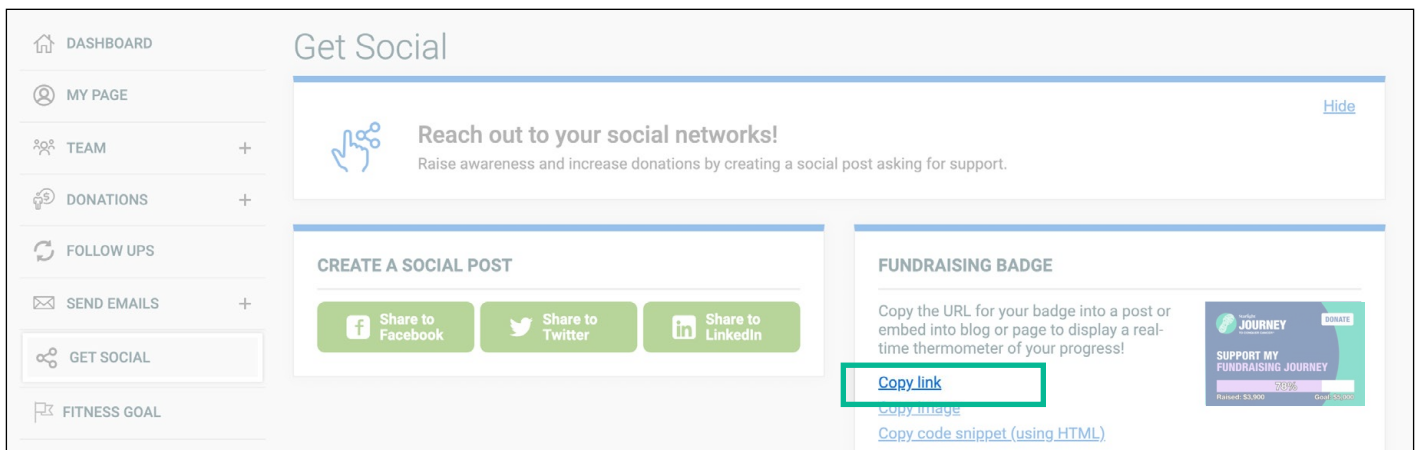 DASHBOARD
MY PAGE
TEAM +
DONATIONS +
FOLLOW UPS
SEND EMAILS +
GET SOCIAL
FITNESS GOAL
Get Social
Hide
Reach out to your social networks!
Raise awareness and increase donations by creating a social post asking for support.
CREATE A SOCIAL POST
Share to
Facebook
Share to
Twitter
Share to
LinkedIn
FUNDRAISING BADGE
Copy the URL for your badge into a post or
embed into blog or page to display a real-
time thermometer of your progress!
Copy link
Copy image
Copy code snippet (using HTML)
JOURNEY
DONATE
SUPPORT MY
FUNDRAISING JOURNEY
78%
Raised: $3,900 Goal: $5,000